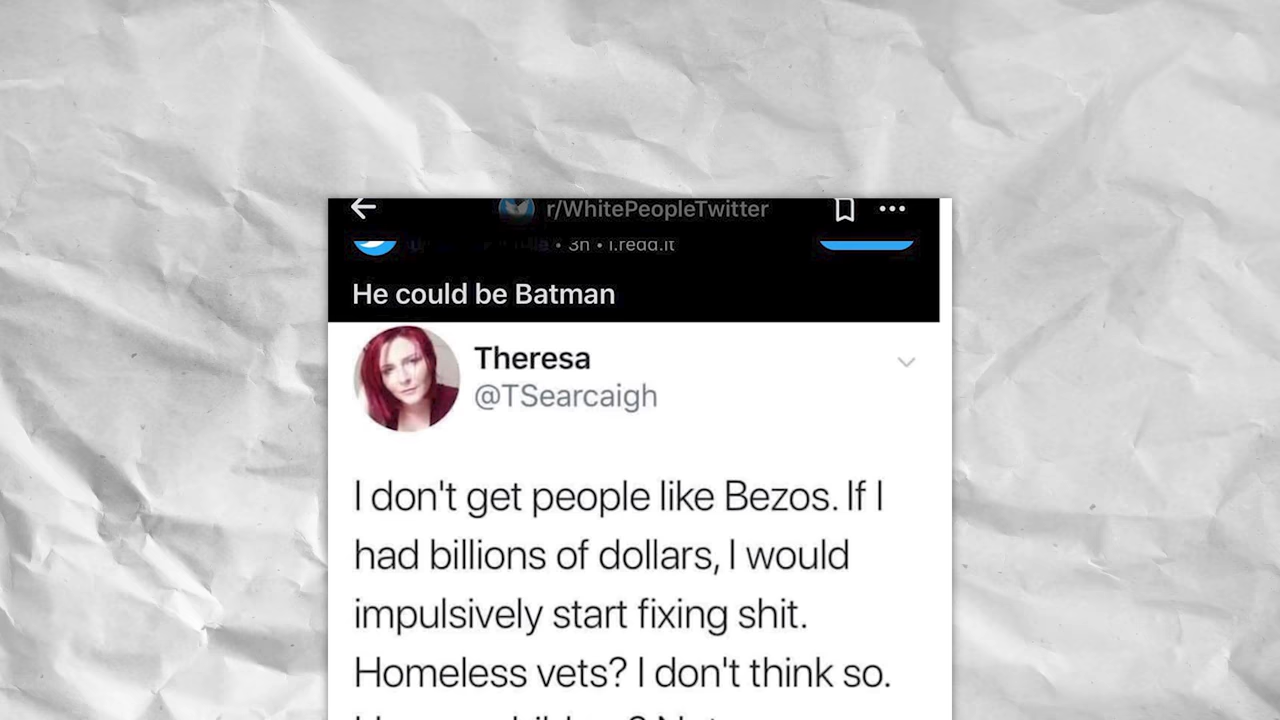 r/WhitePeopleTwitter
• 3h • i.redd.it
He could be Batman
Theresa
@TSearcaigh
I don't get people like Bezos. If I
had billions of dollars, I would
impulsively start fixing shit.
Homeless vets? I don't think so.